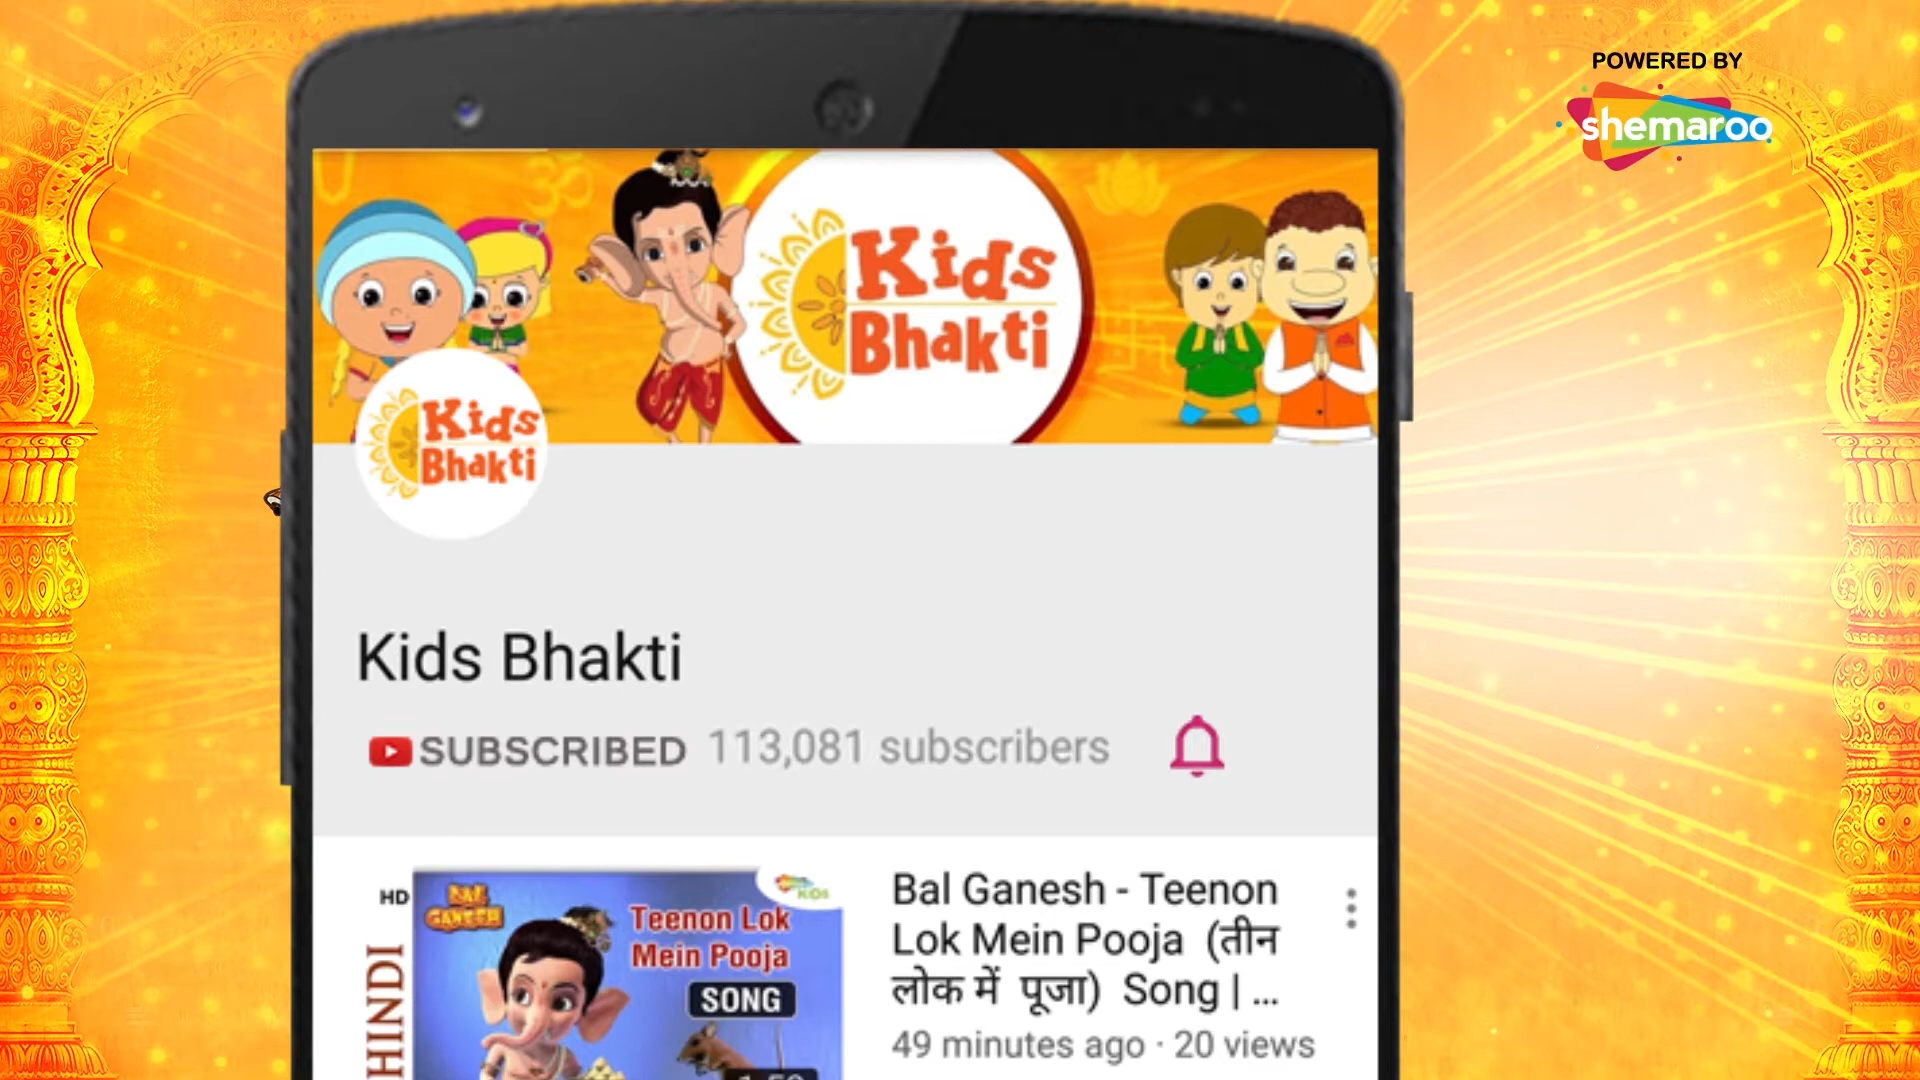 POWERED BY
shemaroo
Kids
Bhakti
Kids
Bhakti
Kids Bhakti
SUBSCRIBED 113,081 subscribers
HD
HINDI
BAL
GANESH
Teenon Lok
Mein Pooja
SONG
KIDS
Bal Ganesh - Teenon
Lok Mein Pooja (तीन
लोक में पूजा) Song | ...
49 minutes ago · 20 views